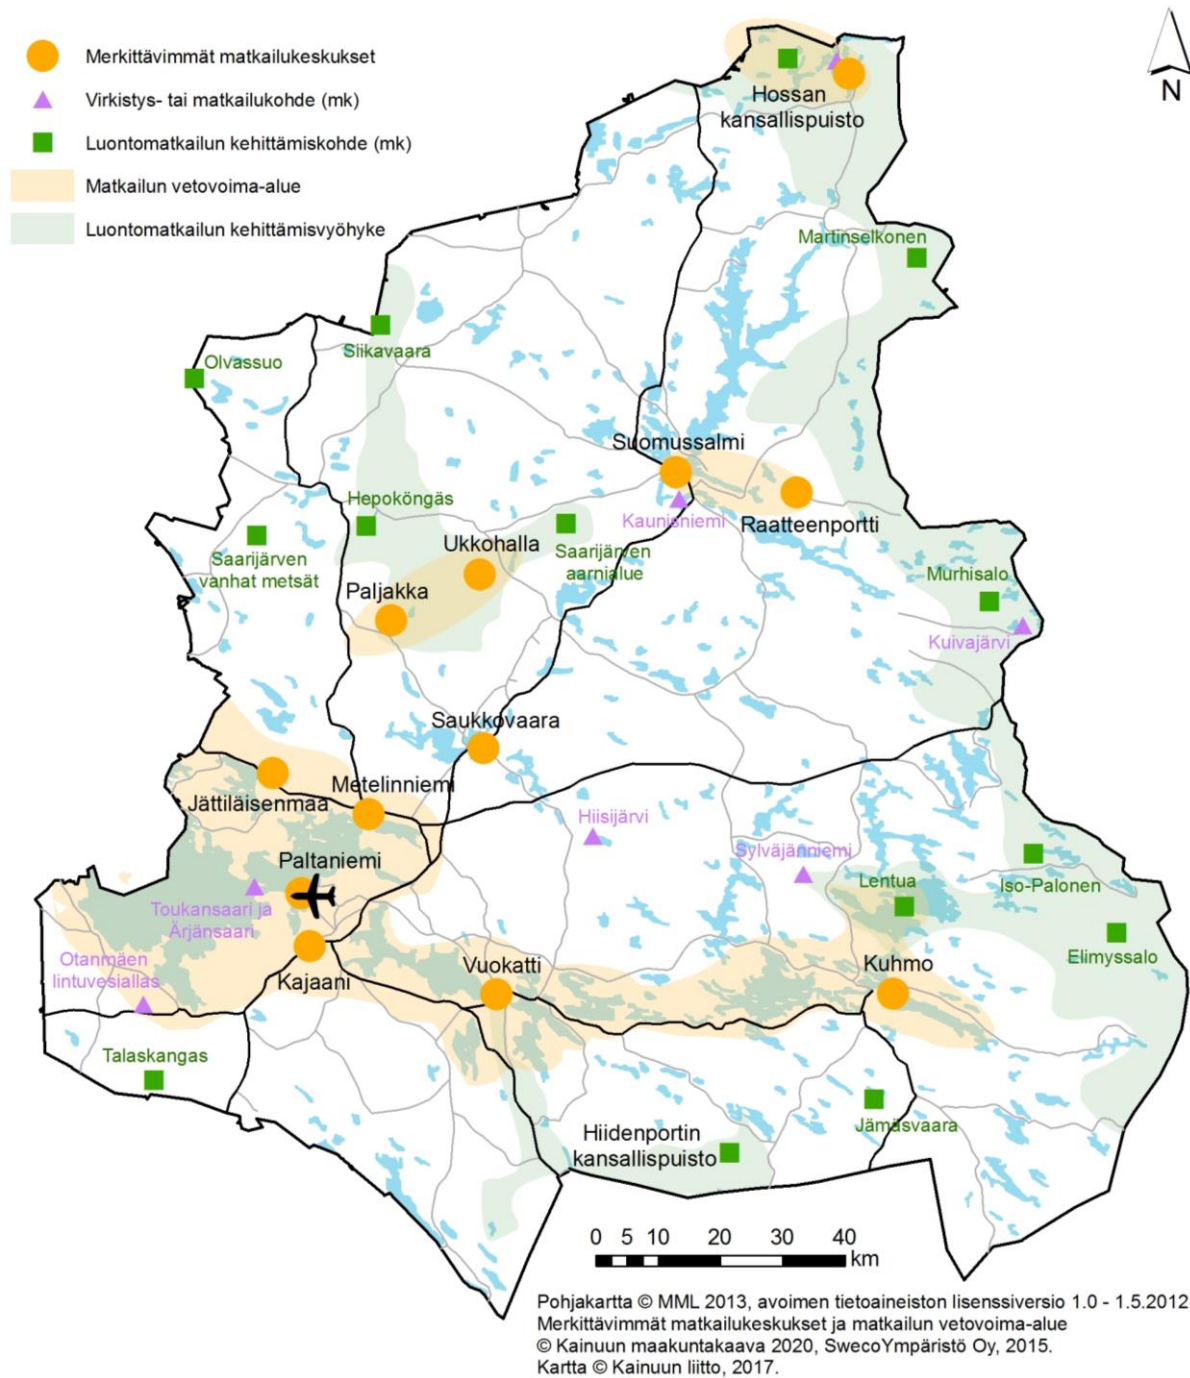 Merkittävimmät matkailukeskukset
Virkistys- tai matkailukohde (mk)
Luontomatkailun kehittämiskohde (mk)
Matkailun vetovoima-alue
Luontomatkailun kehittämisvyöhyke
N
Hossan
kansallispuisto
Martinselkonen
Siikavaara
Olvassuo
Suomussalmi
Hepoköngäs
Kaunisniemi
Raatteenportti
Ukkohalla
Saarijärven
vanhat metsät
Saarijärven
aarnialue
Murhisalo
Paljakka
Kuivajärvi
Saukkovaara
Jättiläisenmaa
Metelinniemi
Hiisijärvi
Sylväjänniemi
Paltaniemi
Lentua
Iso-Palonen
Toukansaari ja
Ärjänsaari
Otanmäen
lintuvesiallas
Elimyssalo
Vuokatti
Kuhmo
Kajaani
Talaskangas
Jämäsvaara
Hiidenportin
kansallispuisto
0 5 10 20 30 40
km
Pohjakartta © MML 2013, avoimen tietoaineiston lisenssiversio 1.0 - 1.5.2012
Merkittävimmät matkailukeskukset ja matkailun vetovoima-alue
© Kainuun maakuntakaava 2020, SwecoYmpäristö Oy, 2015.
Kartta © Kainuun liitto, 2017.